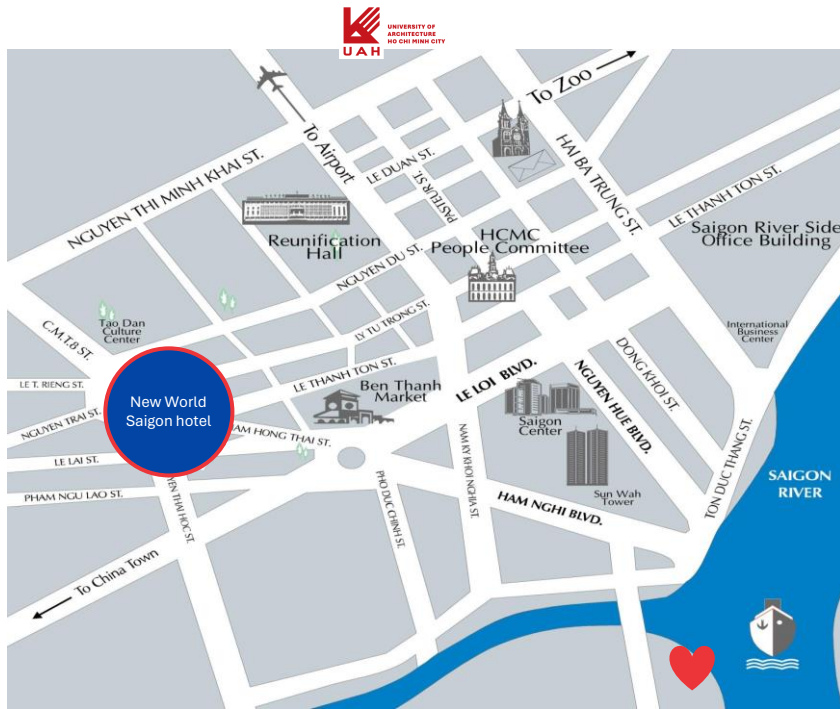 UAH
UNIVERSITY OF
ARCHITECTURE
HO CHI MINH CITY
To Zoo
To Airport
NGUYEN THI MINH KHAI ST.
LE DUAN ST.
PASTEUR ST.
HAI BA TRUNG ST.
LE THANH TON ST.
Reunification
Hall
HCMC
People Committee
Saigon River Side
Office Building
NGUYEN DU ST.
C.M.T.8 ST.
Tao Dan
Culture
Center
LY TU TRONG ST.
International
Business
Center
LE T. RIENG ST.
New World
Saigon hotel
LE THANH TON ST.
Ben Thanh
Market
LE LOI BLVD.
NGUYEN HUE BLVD.
DONG KHOI ST.
NGUYEN TRAI ST.
AM HONG THAI ST.
Saigon
Center
LE LAI ST.
NAM KY KHOI NGHIA ST.
TON DUC THANG ST.
SAIGON
RIVER
PHAM NGU LAO ST.
YEN THAI HOC ST.
PHO DUC CHINH ST.
HAM NGHI BLVD.
Sun Wah
Tower
To China Town